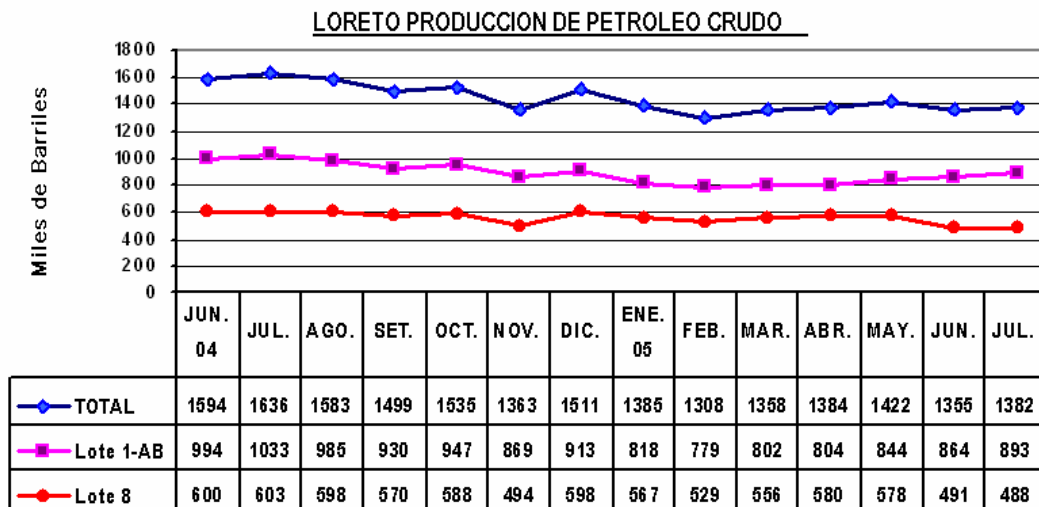 LORETO PRODUCCION DE PETROLEO CRUDO
Miles de Barriles
1800
1600
1400
1200
1000
800
600
400
200
0
JUN. 04 JUL. AGO. SET. OCT. NOV. DIC. ENE. 05 FEB. MAR. ABR. MAY. JUN. JUL.
TOTAL 1594 1636 1583 1499 1535 1363 1511 1385 1308 1358 1384 1422 1355 1382
Lote 1-AB 994 1033 985 930 947 869 913 818 779 802 804 844 864 893
Lote 8 600 603 598 570 588 494 598 567 529 556 580 578 491 488